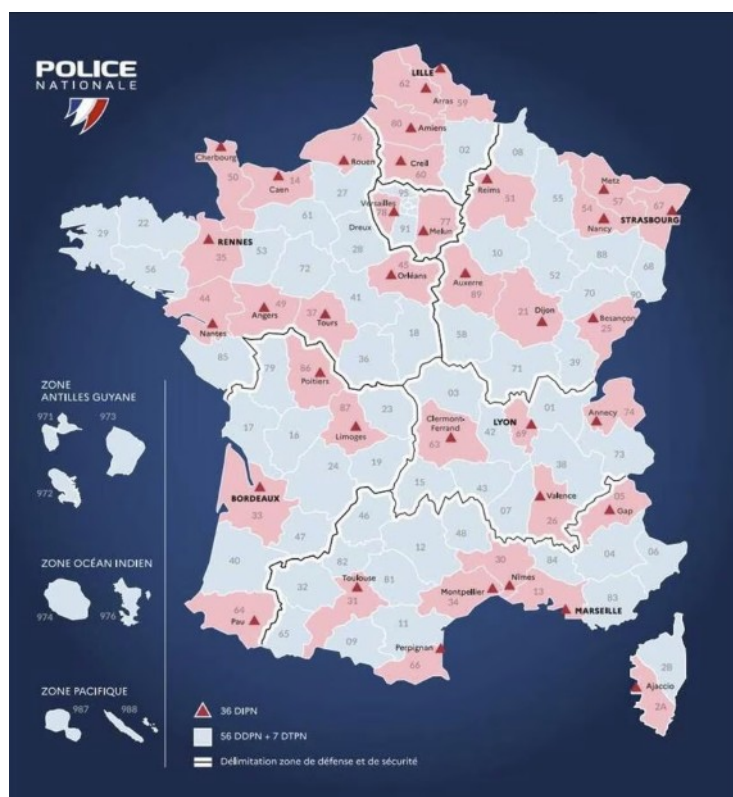 POLICE
NATIONALE
LILLE
62
Arras
59
80
Amiens
76
02
08
Cherbourg
Rouen
Creil
60
50
14
Caen
27
95
Reims
51
Metz
57
67
55
54
STRASBOURG
Nancy
Versailles
78
77
91
Melun
61
Dreux
22
29
56
RENNES
35
53
28
10
88
68
72
45
Orléans
Auxerre
89
52
70
90
44
49
Angers
37
Tours
41
21
Dijon
Besançon
25
Nantes
18
58
85
36
71
39
79
86
Poitiers
03
ZONE
ANTILLES GUYANE
971
973
972
87
Limoges
23
Clermont-
Ferrand
63
LYON
69
42
01
Annecy
74
17
16
19
73
24
38
15
43
07
Valence
26
05
Gap
BORDEAUX
33
46
48
47
12
30
84
04
06
ZONE OCÉAN INDIEN
974
976
40
82
32
Toulouse
81
31
Montpellier
34
Nîmes
13
MARSEILLE
83
64
Pau
65
09
11
Perpignan
66
2B
Ajaccio
2A
ZONE PACIFIQUE
987
988
36 DIPN
56 DDPN + 7 DTPN
Délimitation zone de défense et de sécurité